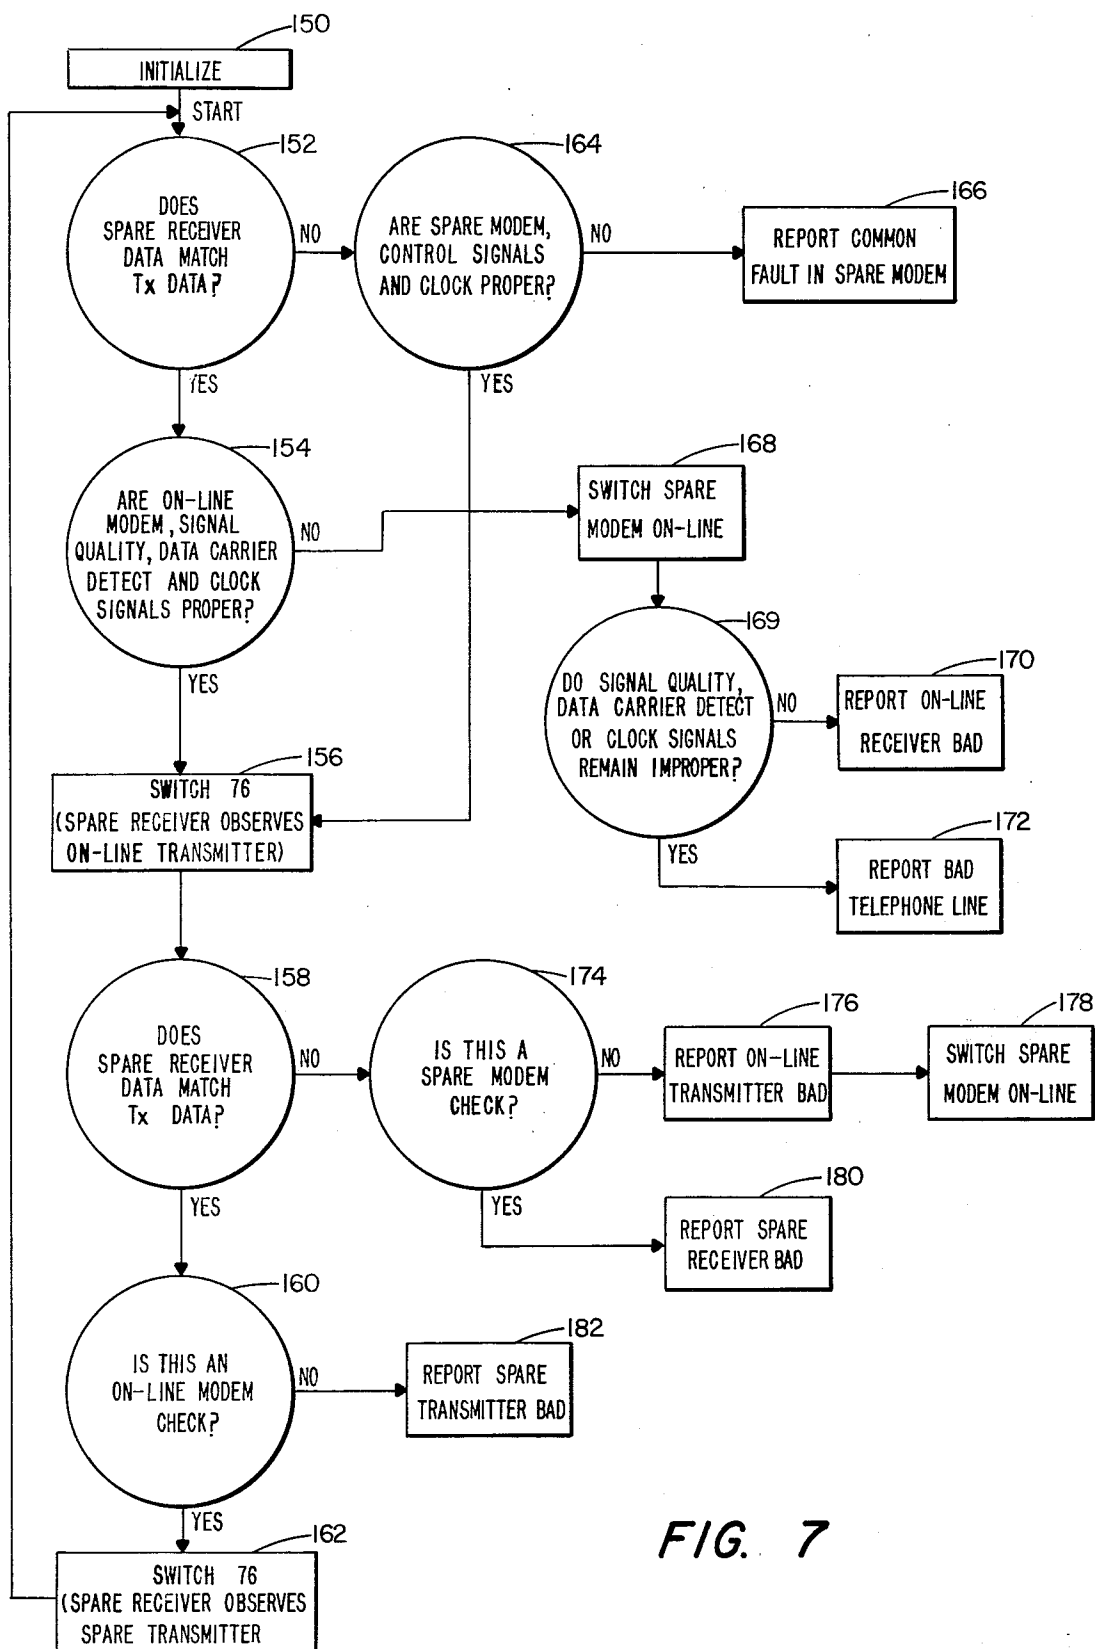 150
INITIALIZE
START
152
DOES
SPARE RECEIVER
DATA MATCH
Tx DATA?
NO
YES
164
ARE SPARE MODEM,
CONTROL SIGNALS
AND CLOCK PROPER?
NO
YES
166
REPORT COMMON
FAULT IN SPARE MODEM
154
ARE ON-LINE
MODEM, SIGNAL
QUALITY, DATA CARRIER
DETECT AND CLOCK
SIGNALS PROPER?
NO
YES
168
SWITCH SPARE
MODEM ON-LINE
169
DO SIGNAL QUALITY,
DATA CARRIER DETECT
OR CLOCK SIGNALS
REMAIN IMPROPER?
NO
YES
170
REPORT ON-LINE
RECEIVER BAD
172
REPORT BAD
TELEPHONE LINE
156
SWITCH 76
(SPARE RECEIVER OBSERVES
ON-LINE TRANSMITTER)
158
DOES
SPARE RECEIVER
DATA MATCH
Tx DATA?
NO
YES
174
IS THIS A
SPARE MODEM
CHECK?
NO
YES
176
REPORT ON-LINE
TRANSMITTER BAD
178
SWITCH SPARE
MODEM ON-LINE
180
REPORT SPARE
RECEIVER BAD
160
IS THIS AN
ON-LINE MODEM
CHECK?
NO
YES
182
REPORT SPARE
TRANSMITTER BAD
162
SWITCH 76
(SPARE RECEIVER OBSERVES
SPARE TRANSMITTER
FIG. 7